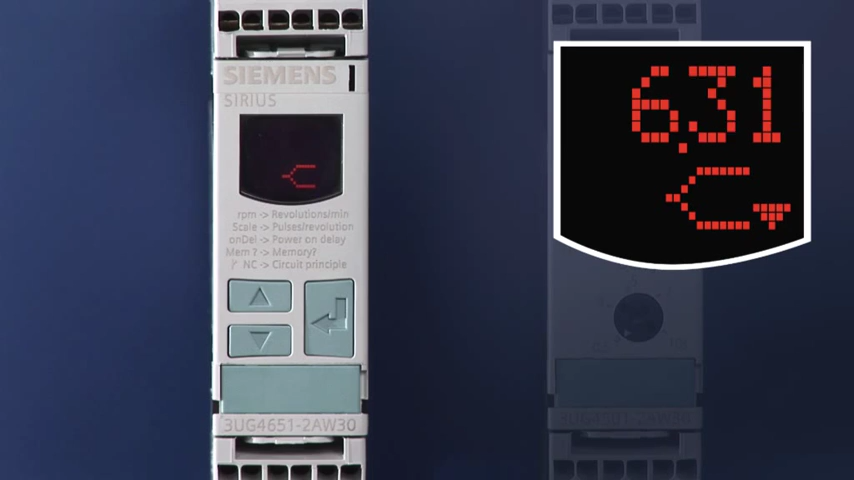 SIEMENS
SIRIUS
rpm -> Revolutions/min
Scale -> Pulses/revolution
onDel -> Power on delay
Mem ? -> Memory?
NC -> Circuit principle
3UG4651-2AW30
6,31